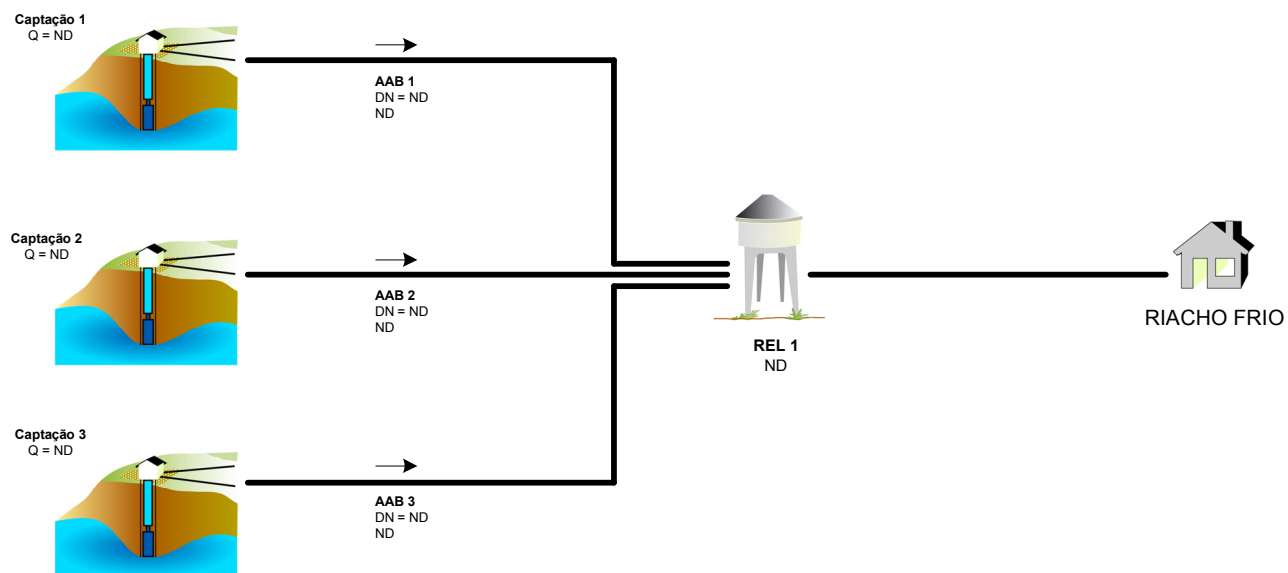 Captação 1
Q = ND
AAB 1
DN = ND
ND
Captação 2
Q = ND
AAB 2
DN = ND
ND
REL 1
ND
RIACHO FRIO
Captação 3
Q = ND
AAB 3
DN = ND
ND